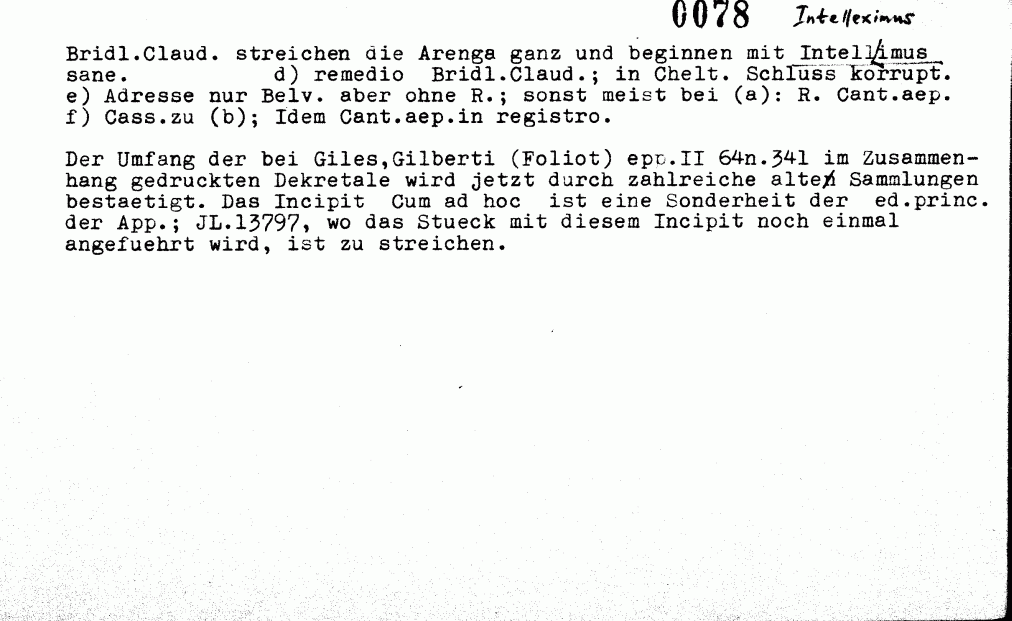 0078 Intelleximus
Bridl.Claud. streichen die Arenga ganz und beginnen mit Intellimus
sane. d) remedio Bridl.Claud.; in Chelt. Schluss korrupt.
e) Adresse nur Belv. aber ohne R.; sonst meist bei (a): R. Cant.aep.
f) Cass.zu (b); Idem Cant.aep.in registro.
Der Umfang der bei Giles,Gilberti (Foliot) epp.II 64n.341 im Zusammen-
hang gedruckten Dekretale wird jetzt durch zahlreiche alte Sammlungen
bestaetigt. Das Incipit Cum ad hoc ist eine Sonderheit der ed.princ.
der App.; JL.13797, wo das Stueck mit diesem Incipit noch einmal
angefuehrt wird, ist zu streichen.